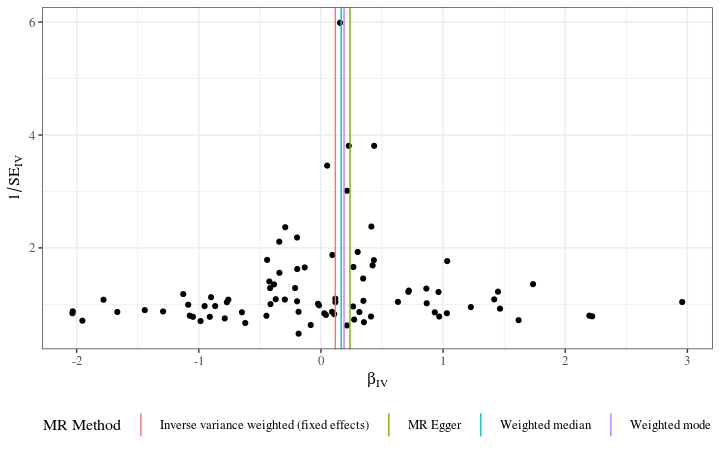 6
4
2
1/SE_IV
-2
-1
0
1
2
3
β_IV
MR Method
Inverse variance weighted (fixed effects)
MR Egger
Weighted median
Weighted mode